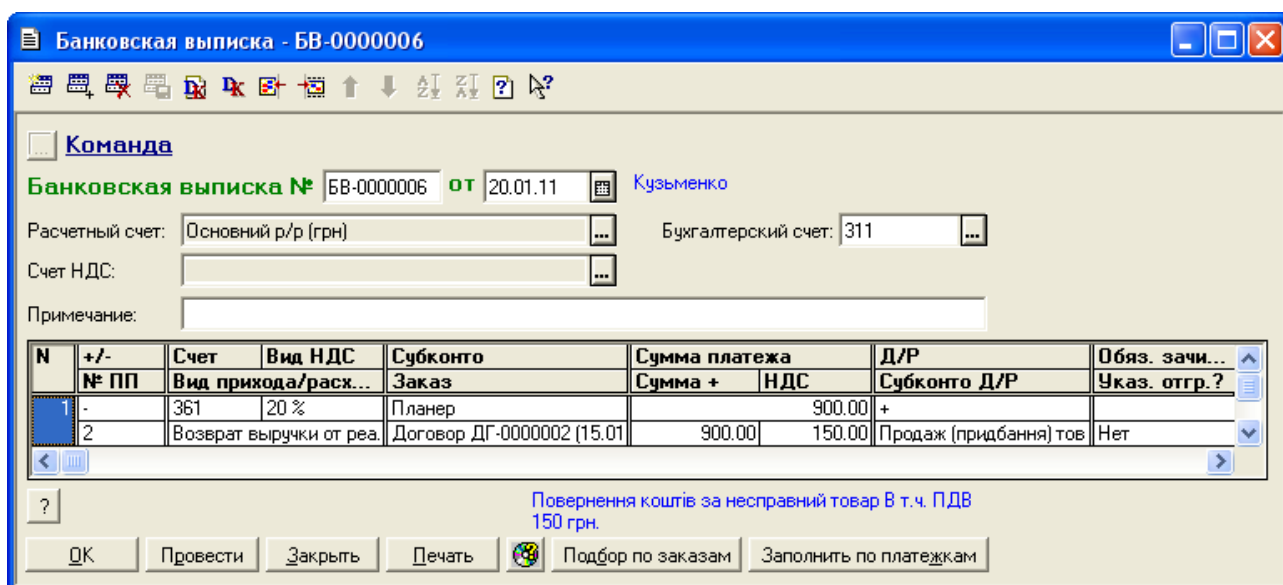 Банковская выписка - БВ-0000006
Команда
Банковская выписка № БВ-0000006 от 20.01.11 Кузьменко
Расчетный счет: Основний р/р (грн) ... Бухгалтерский счет: 311 ...
Счет НДС: ...
Примечание:
N +/- Счет Вид НДС Субконто Сумма платежа Д/Р Обяз. зачи...
№ ПП Вид прихода/расх... Заказ Сумма + НДС Субконто Д/Р Указ. отгр.?
1 - 361 20 % Планер 900.00 +
2 Возврат выручки от реа. Договор ДГ-0000002 (15.01 900.00 150.00 Продаж (придбання) тов Нет
? Повернення коштів за несправний товар В т.ч. ПДВ
150 грн.
OK Провести Закрыть Печать Подбор по заказам Заполнить по платежкам